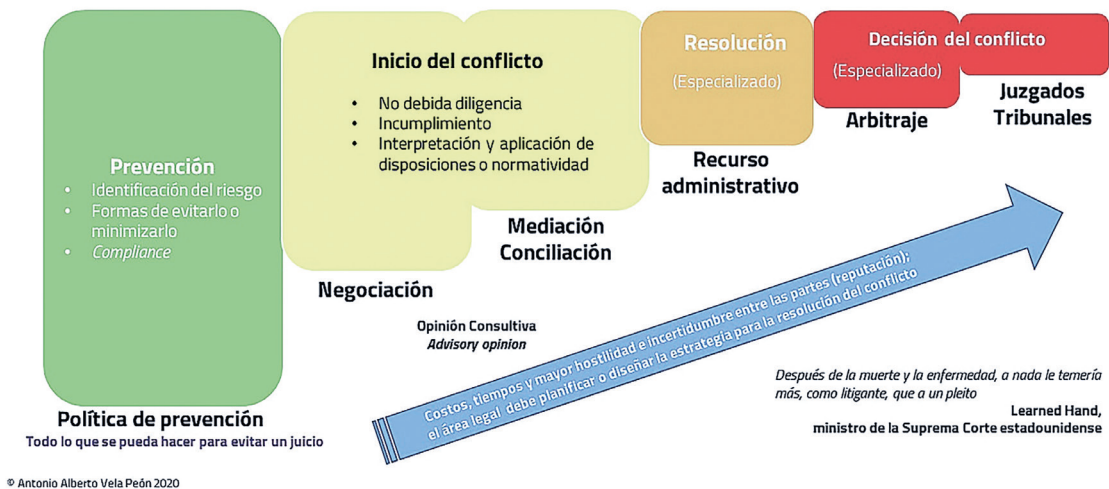 Prevención
• Identificación del riesgo
• Formas de evitarlo o
minimizarlo
• Compliance
Política de prevención
Todo lo que se pueda hacer para evitar un juicio
Inicio del conflicto
• No debida diligencia
• Incumplimiento
• Interpretación y aplicación de
disposiciones o normatividad
Negociación
Mediación
Conciliación
Opinión Consultiva
Advisory opinion
Resolución
(Especializado)
Recurso
administrativo
Decisión del conflicto
(Especializado)
Arbitraje
Juzgados
Tribunales
Costos, tiempos y mayor hostilidad e incertidumbre entre las partes (reputación);
el área legal debe planificar o diseñar la estrategia para la resolución del conflicto
Después de la muerte y la enfermedad, a nada le temería
más, como litigante, que a un pleito
Learned Hand,
ministro de la Suprema Corte estadounidense
© Antonio Alberto Vela Peón 2020